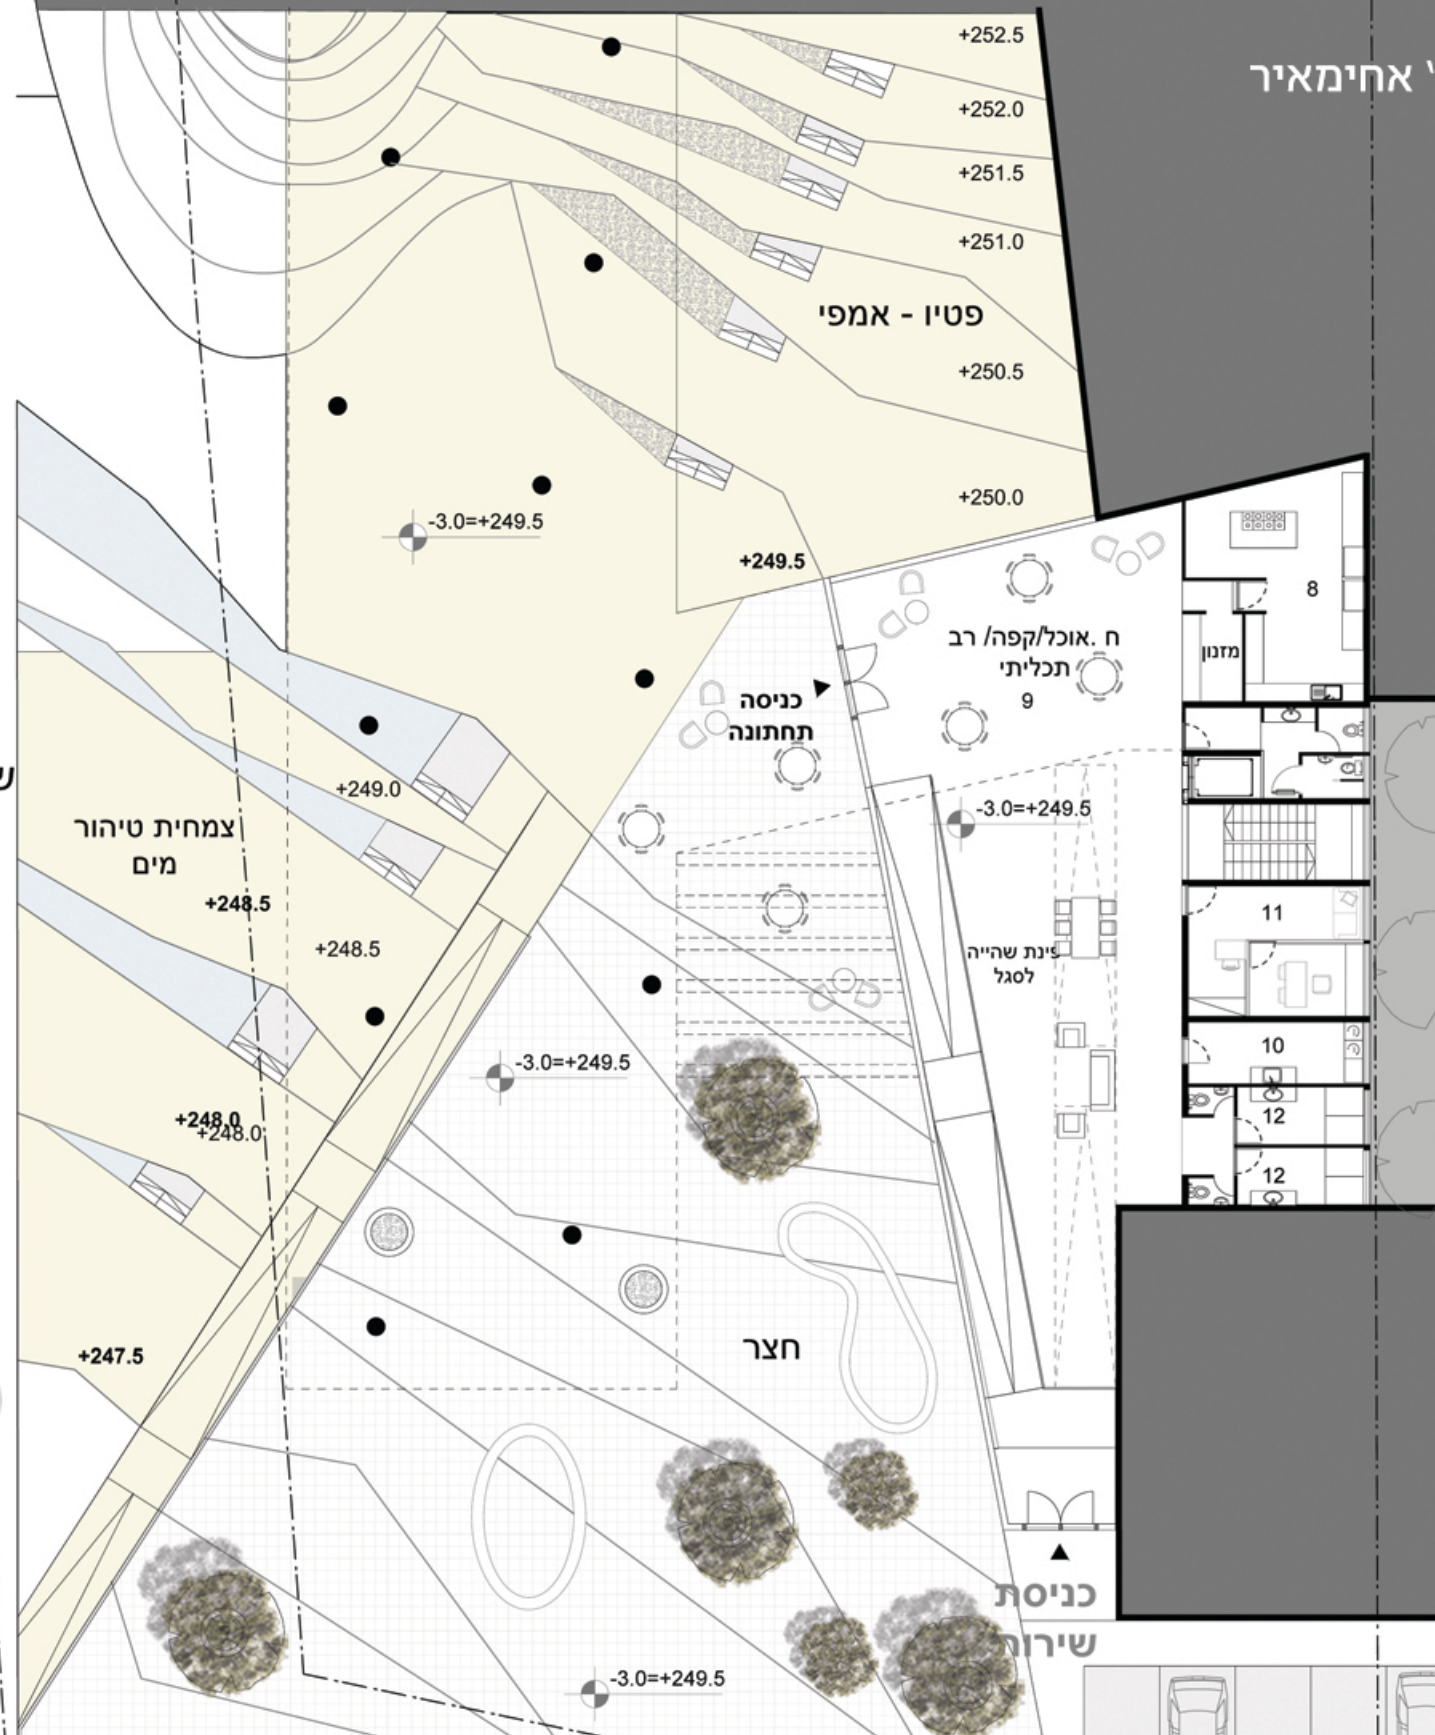 +252.5
אחימאיר
+252.0
+251.5
+251.0
פטיו - אמפי
+250.5
+250.0
-3.0=+249.5
+249.5
8
ח .אוכל/קפה/ רב
תכליתי
9
מזנון
כניסה
תחתונה
+249.0
-3.0=+249.5
צמחית טיהור
מים
+248.5
+248.5
11
פינת שהייה
לסגל
-3.0=+249.5
10
+248.0
+248.0
12
12
חצר
+247.5
כניסת
שירות
-3.0=+249.5